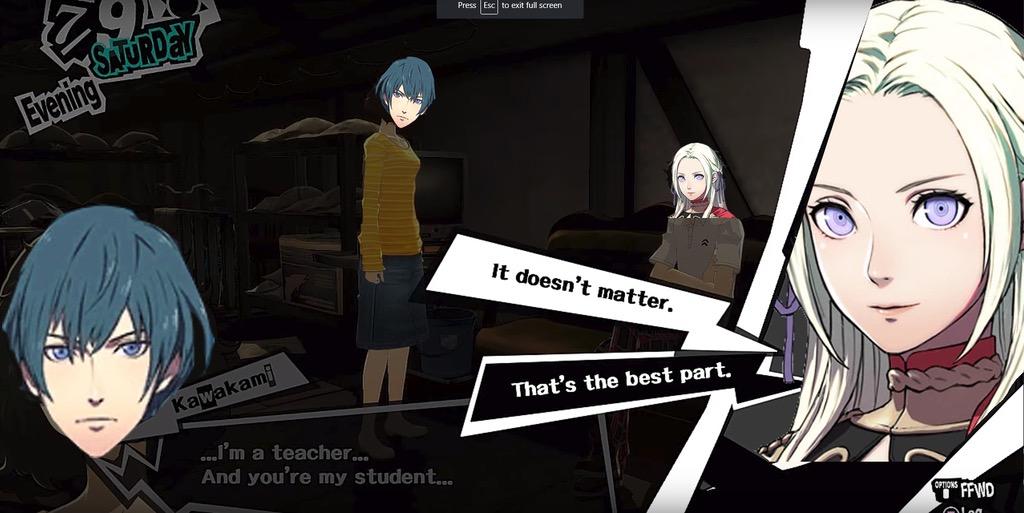 Press Esc to exit full screen
SATURDAY
Evening
It doesn't matter.
That's the best part.
Kawakami
...I'm a teacher...
And you're my student...
OPTIONS FFWD
Log